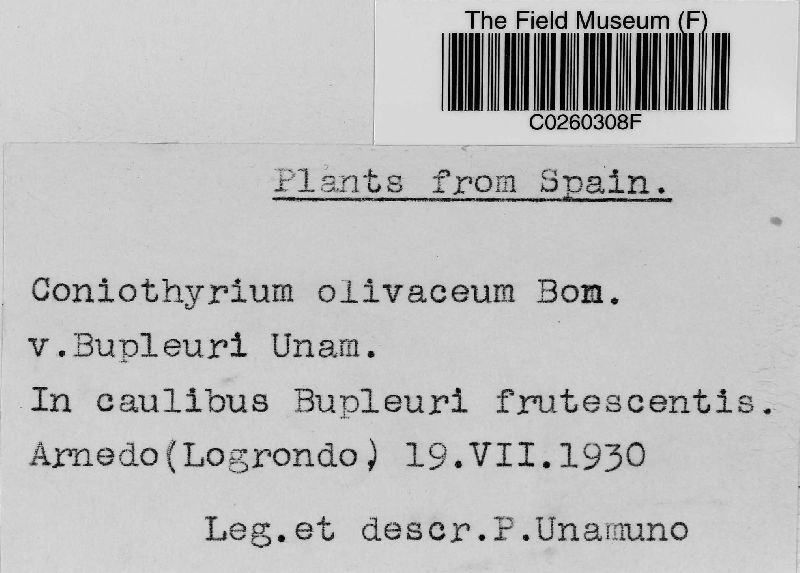 The Field Museum (F)
C0260308F
Plants from Spain.
Coniothyrium olivaceum Bon.
v.Bupleuri Unam.
In caulibus Bupleuri frutescentis.
Arnedo(Logrondo) 19.VII.1930
Leg.et descr.P.Unamuno